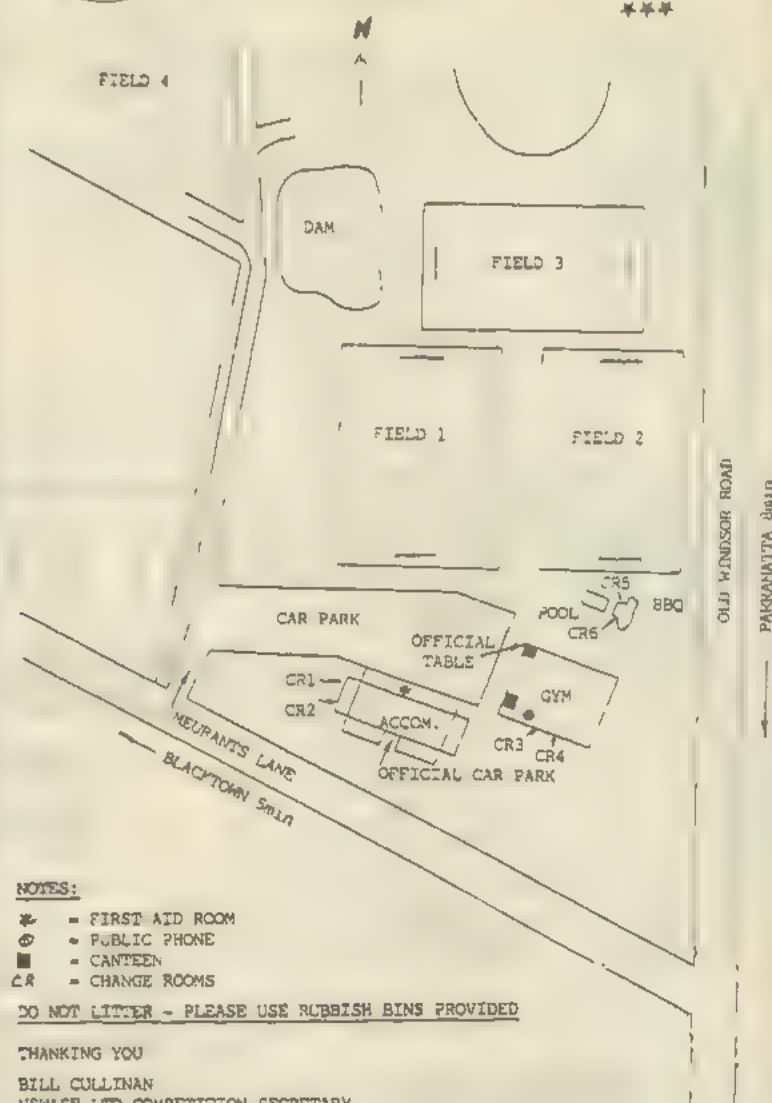 ***
N
FIELD 4
DAM
FIELD 3
FIELD 1
FIELD 2
OLD WINDSOR ROAD
PARRAMATTA 8min
CAR PARK
CR5
POOL
BBQ
CR6
OFFICIAL
TABLE
CR1
GYM
CR2
ACCOM.
CR3
CR4
MEURANTS LANE
OFFICIAL CAR PARK
BLACKTOWN 5min
NOTES:
* = FIRST AID ROOM
= PUBLIC PHONE
■ = CANTEEN
CR = CHANGE ROOMS
DO NOT LITTER - PLEASE USE RUBBISH BINS PROVIDED
THANKING YOU
BILL CULLINAN
LTD COMPETITION SECRETARY